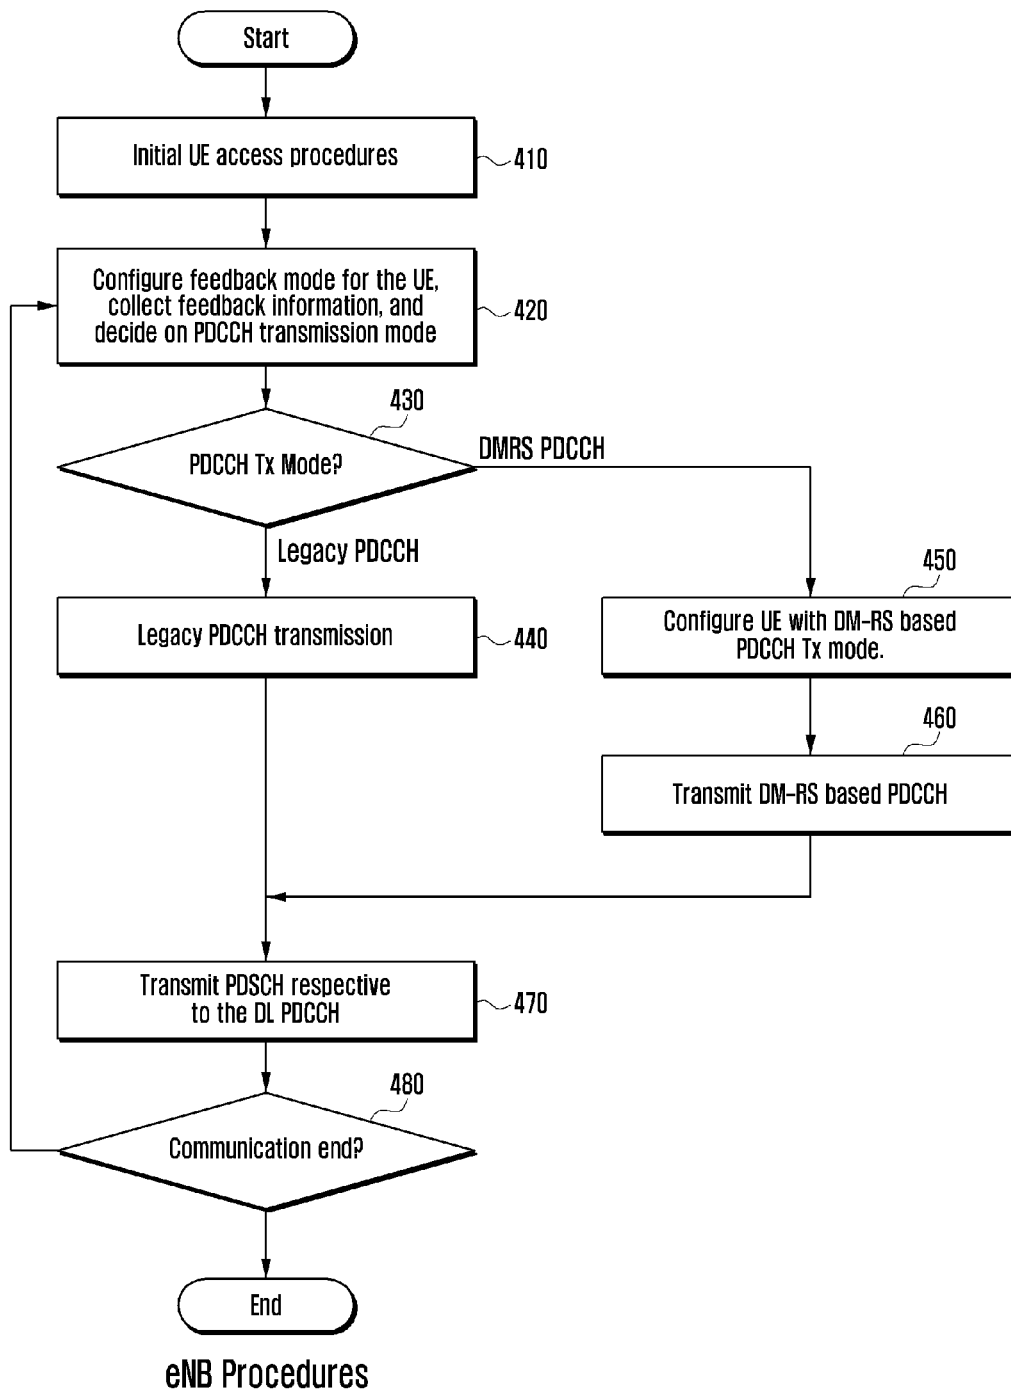 Start
Initial UE access procedures
410
Configure feedback mode for the UE,
collect feedback information, and
decide on PDCCH transmission mode
420
430
PDCCH Tx Mode?
DMRS PDCCH
Legacy PDCCH
450
Legacy PDCCH transmission
440
Configure UE with DM-RS based
PDCCH Tx mode.
460
Transmit DM-RS based PDCCH
Transmit PDSCH respective
to the DL PDCCH
470
480
Communication end?
End
eNB Procedures